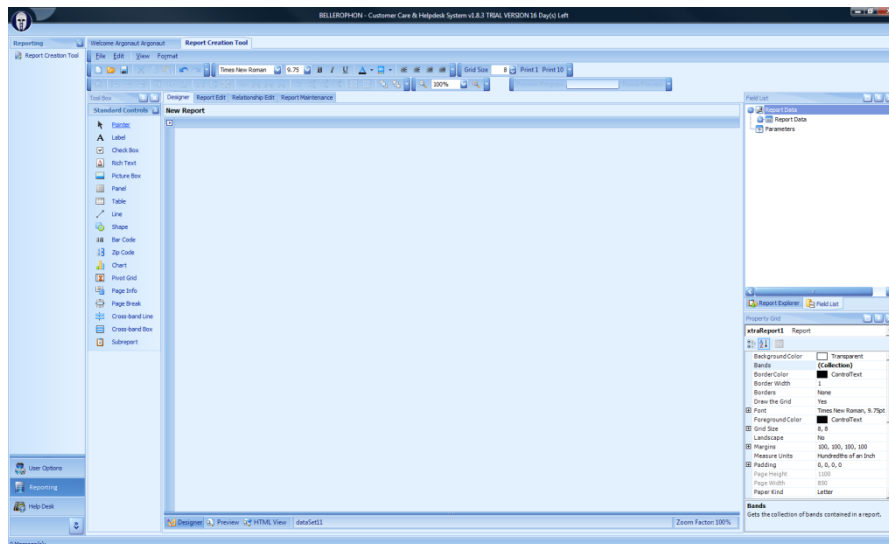 BELLEROPHON - Customer Care & Helpdesk System v1.8.3 TRIAL VERSION 16 Day(s) Left
Reporting
Welcome Argonaut Argonaut
Report Creation Tool
Report Creation Tool
File Edit View Format
Times New Roman 9.75 B I U Grid Size 8 Print1 Print10
100%
Tool Box
Designer Report Edit Relationship Edit Report Maintenance
Field List
Standard Controls
New Report
Report Data
Report Data
Parameters
Pointer
Label
Check Box
Rich Text
Picture Box
Panel
Table
Line
Shape
Bar Code
Zip Code
Chart
Pivot Grid
Page Info
Page Break
Cross-band Line
Cross-band Box
Subreport
Report Explorer Field List
Property Grid
xtraReport1 Report
Background Color Transparent
Bands (Collection)
Border Color ControlText
Border Width 1
Borders None
Draw the Grid Yes
Font Times New Roman, 9.75pt
Foreground Color ControlText
Grid Size 8, 8
Landscape No
Margins 100, 100, 100, 100
Measure Units Hundredths of an Inch
Padding 0, 0, 0, 0
Page Height 1100
Page Width 850
Paper Kind Letter
Bands
Gets the collection of bands contained in a report.
User Options
Reporting
Help Desk
Designer Preview HTML View dataSet11
Zoom Factor: 100%